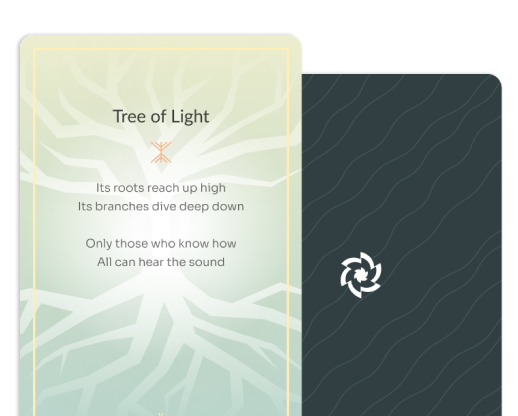 Tree of Light
Its roots reach up high
Its branches dive deep down
Only those who know how
All can hear the sound